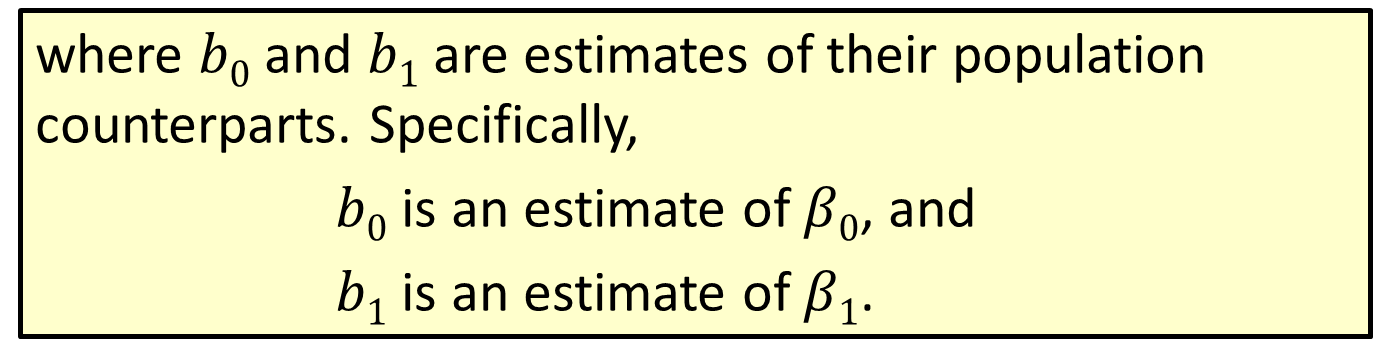 where b₀ and b₁ are estimates of their population
counterparts. Specifically,
b₀ is an estimate of β₀, and
b₁ is an estimate of β₁.